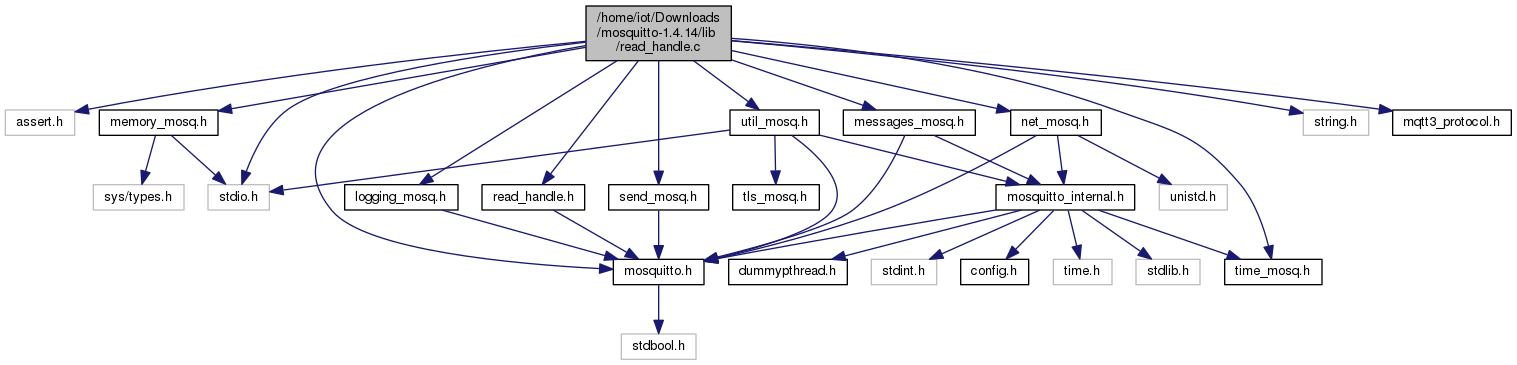 /home/iot/Downloads
/mosquitto-1.4.14/lib
/read_handle.c
assert.h
memory_mosq.h
util_mosq.h
messages_mosq.h
net_mosq.h
string.h
mqtt3_protocol.h
sys/types.h
stdio.h
logging_mosq.h
read_handle.h
send_mosq.h
tls_mosq.h
mosquitto_internal.h
unistd.h
mosquitto.h
dummypthread.h
stdint.h
config.h
time.h
stdlib.h
time_mosq.h
stdbool.h